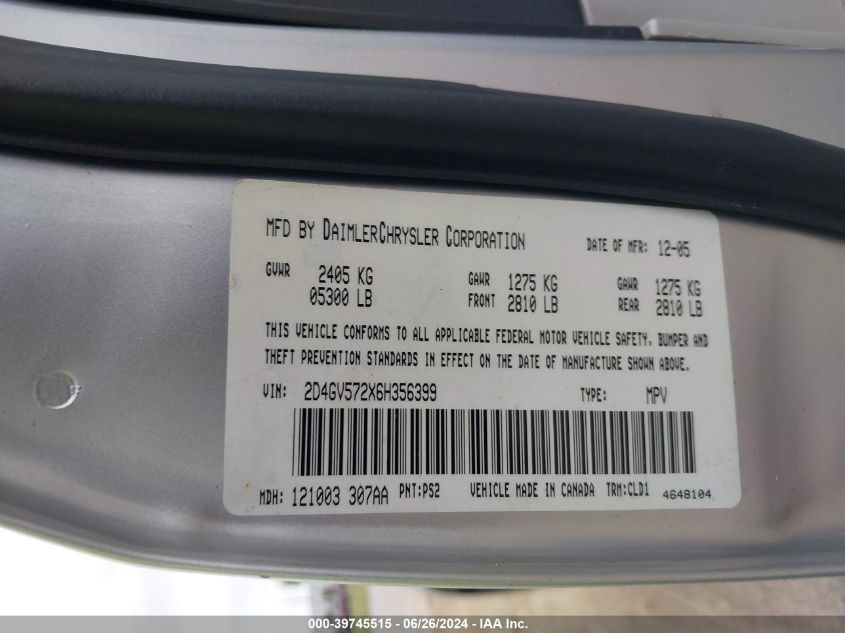 MFD BY DAIMLERCHRYSLER CORPORATION DATE OF MFR: 12-05
GVWR 2405 KG GAWR 1275 KG GAWR 1275 KG
05300 LB FRONT 2810 LB REAR 2810 LB
THIS VEHICLE CONFORMS TO ALL APPLICABLE FEDERAL MOTOR VEHICLE SAFETY, BUMPER AND
THEFT PREVENTION STANDARDS IN EFFECT ON THE DATE OF MANUFACTURE SHOWN ABOVE.
VIN: 2D4GV572X6H356399 TYPE: MPV
MDH: 121003 307AA PNT:PS2 VEHICLE MADE IN CANADA TRM:CLD1 4648104
000-39745515 - 06/26/2024 - IAA Inc.